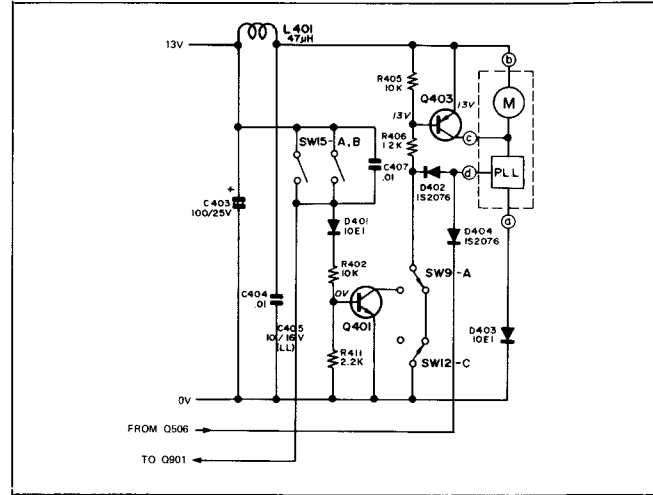 L401
47μH
13V
R405
10K
Q403
13V
13V
b
M
SW15-A,B
R406
1.2K
c
C407
.01
d
PLL
D402
1S2076
C403
100/25V
+
D401
10E1
a
D404
1S2076
R402
10K
SW9-A
C404
.01
0V
Q401
C405
10/16V
(LL)
R411
2.2K
D403
10E1
SW12-C
0V
FROM Q506
TO Q901